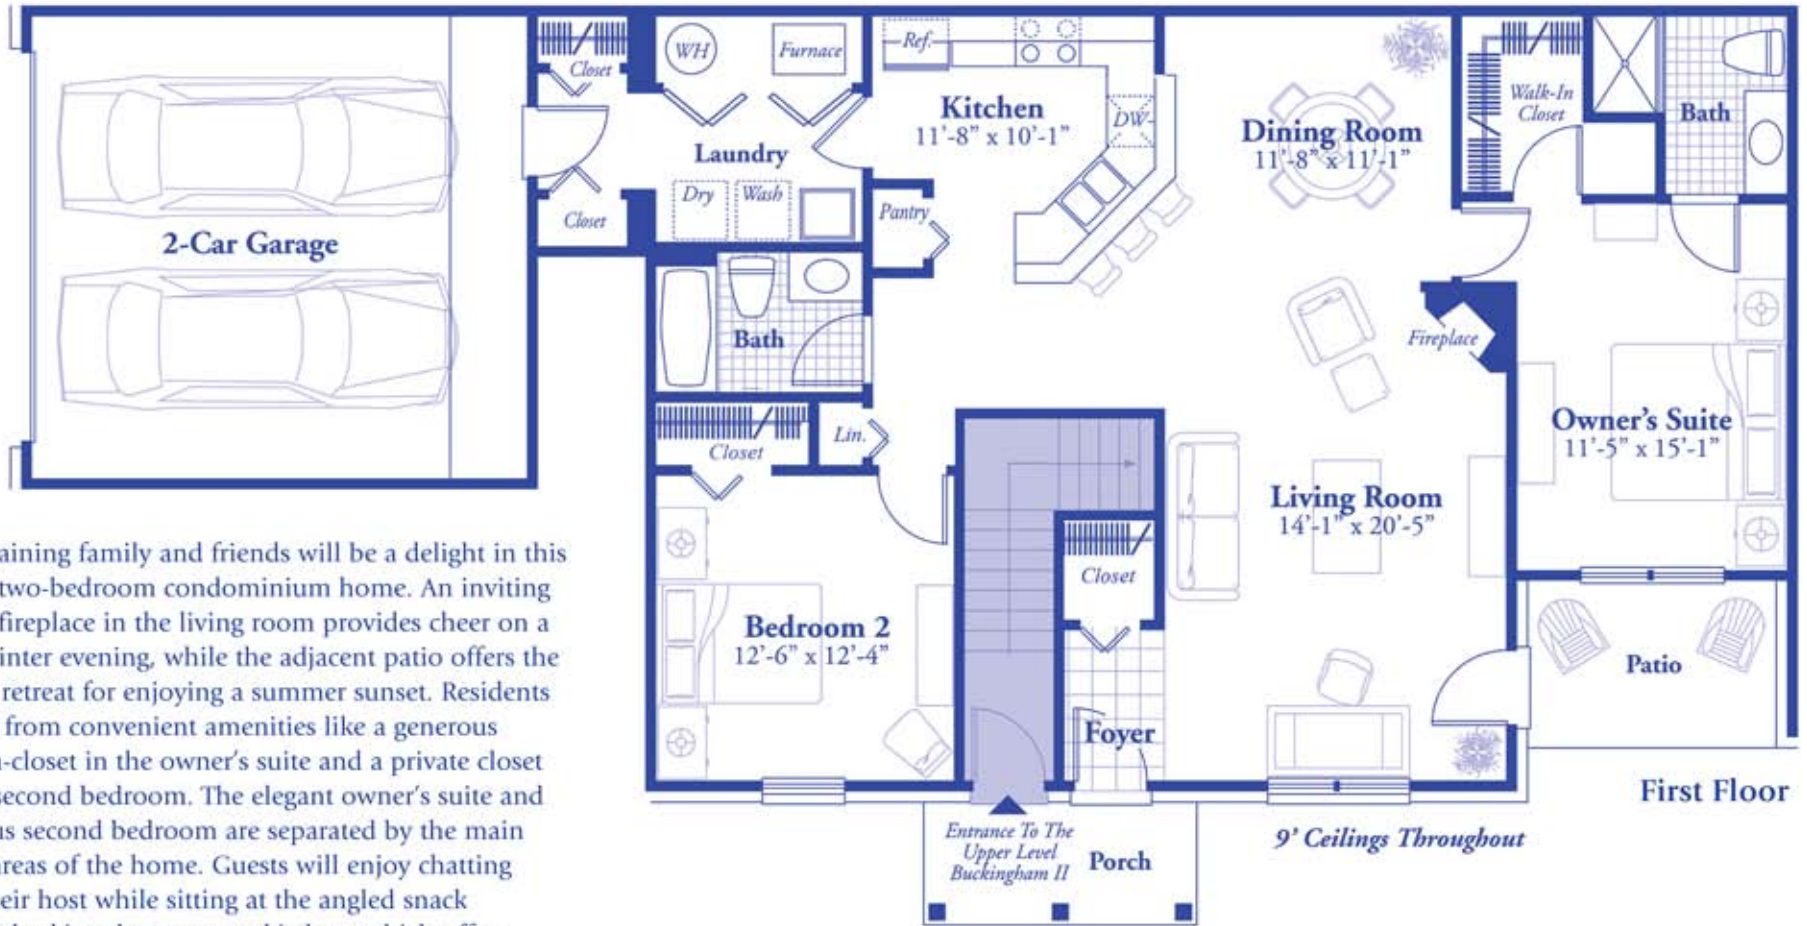 Closet
WH
Furnace
Ref.
Kitchen
11'-8" x 10'-1"
DW
Dining Room
11'-8" x 11'-1"
Walk-In
Closet
Bath
Laundry
Dry
Wash
Closet
Pantry
2-Car Garage
Bath
Fireplace
Owner's Suite
11'-5" x 15'-1"
Closet
Lin.
Living Room
14'-1" x 20'-5"
Closet
Bedroom 2
12'-6" x 12'-4"
Foyer
Patio
First Floor
Entrance To The
Upper Level
Buckingham II
Porch
9' Ceilings Throughout
aining family and friends will be a delight in this
two-bedroom condominium home. An inviting
fireplace in the living room provides cheer on a
inter evening, while the adjacent patio offers the
retreat for enjoying a summer sunset. Residents
from convenient amenities like a generous
-closet in the owner's suite and a private closet
second bedroom. The elegant owner's suite and
us second bedroom are separated by the main
areas of the home. Guests will enjoy chatting
eir host while sitting at the angled snack